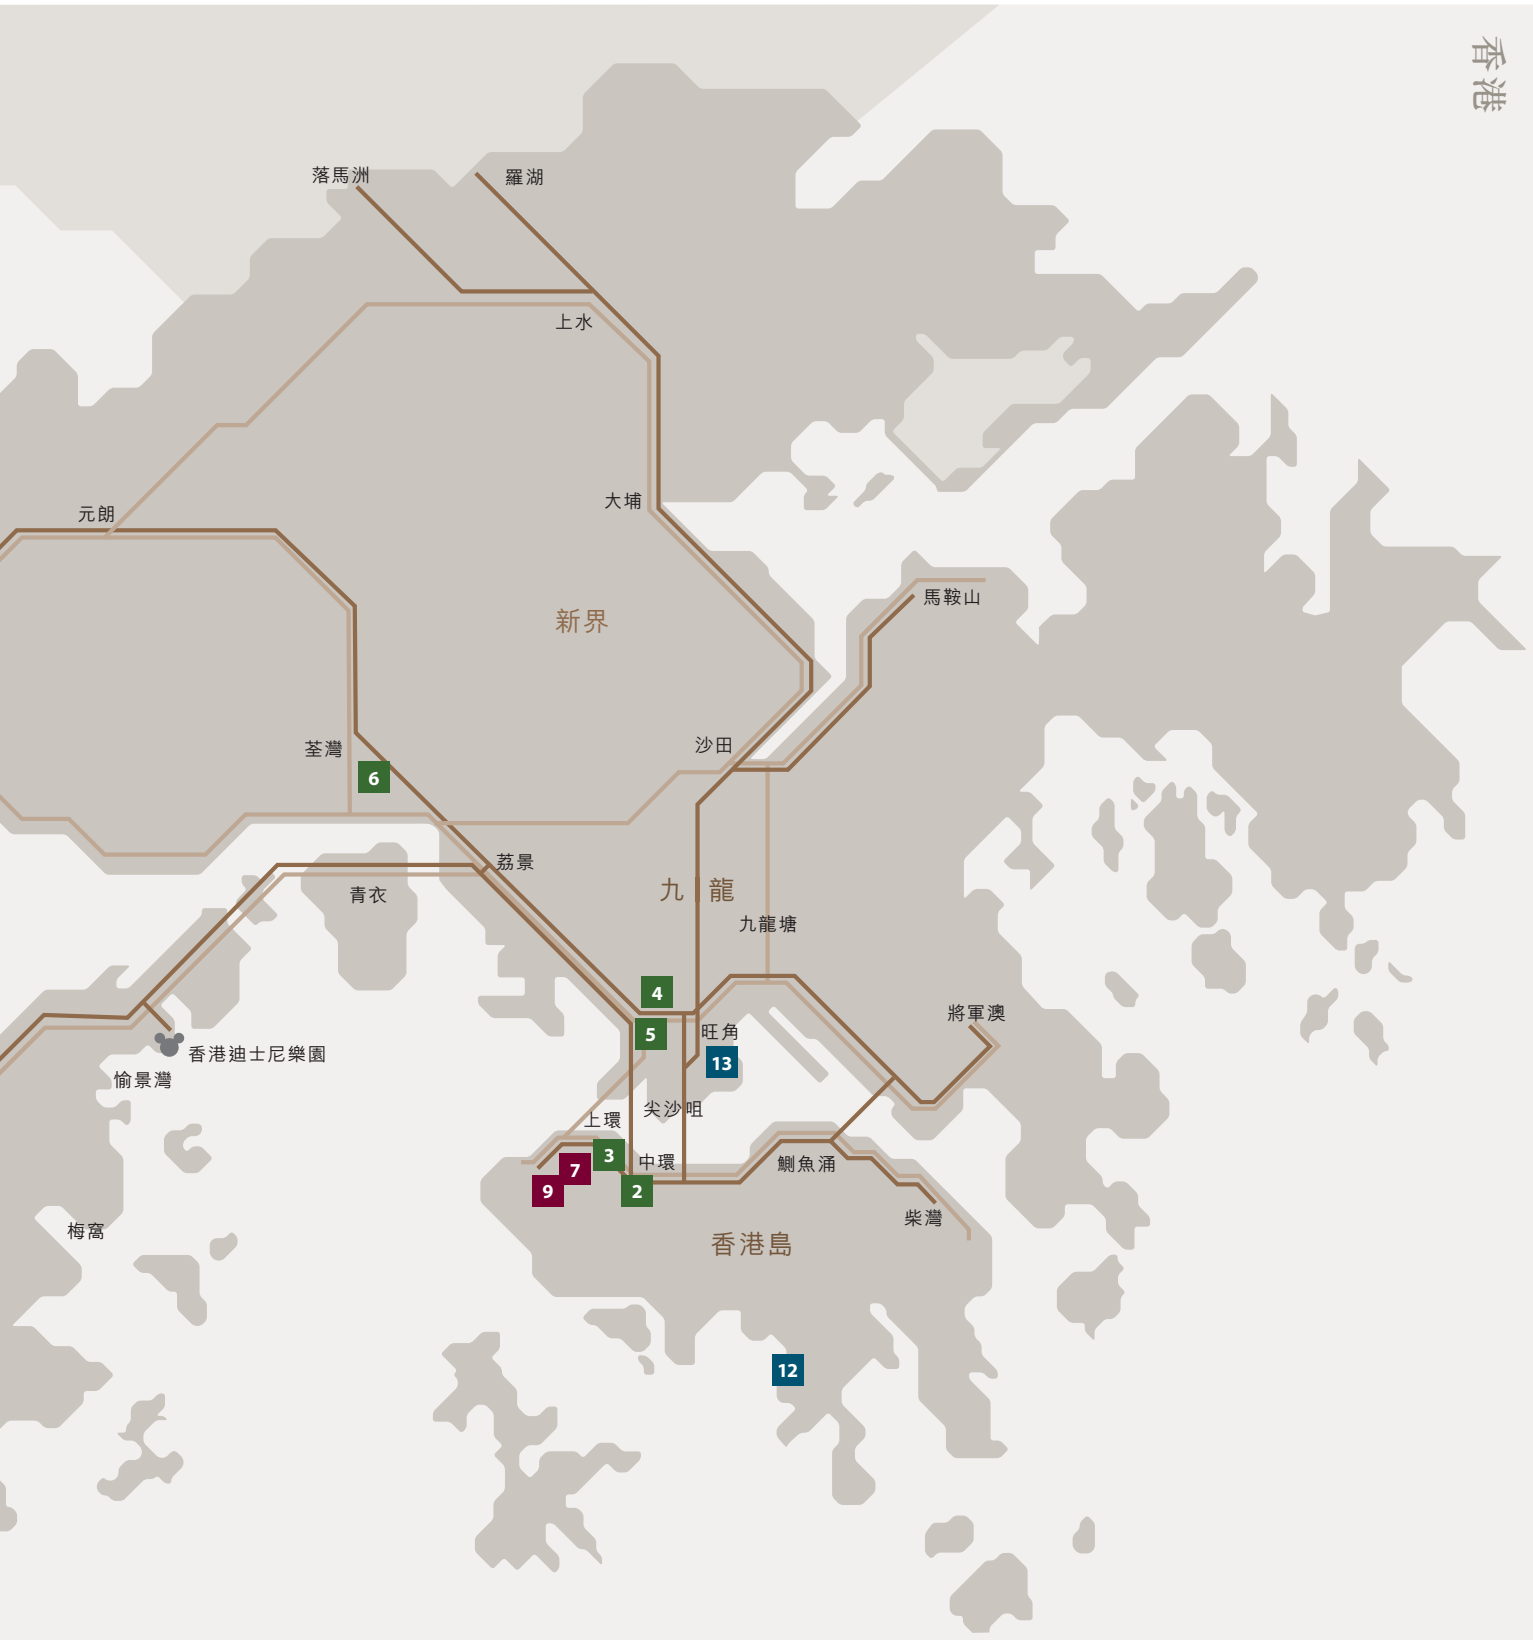 香港
落馬洲
羅湖
上水
大埔
元朗
新界
馬鞍山
荃灣
沙田
6
荔景
青衣
九龍
九龍塘
4
將軍澳
5
旺角
香港迪士尼樂園
13
愉景灣
尖沙咀
上環
3
中環
鰂魚涌
7
9
2
柴灣
梅窩
香港島
12